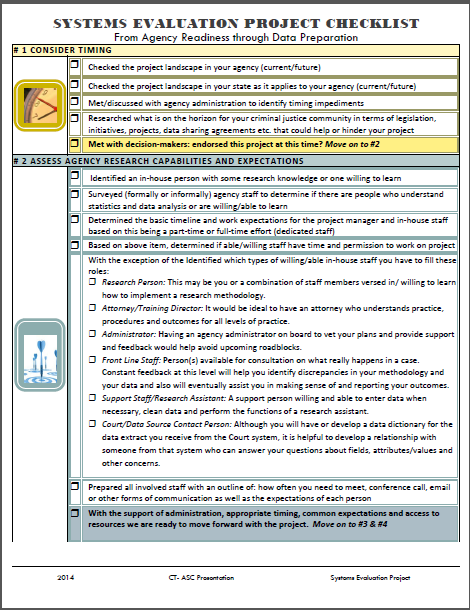 SYSTEMS EVALUATION PROJECT CHECKLIST
From Agency Readiness through Data Preparation
# 1 CONSIDER TIMING
Checked the project landscape in your agency (current/future)
Checked the project landscape in your state as it applies to your agency (current/future)
Met/discussed with agency administration to identify timing impediments
Researched what is on the horizon for your criminal justice community in terms of legislation,
initiatives, projects, data sharing agreements etc. that could help or hinder your project
Met with decision-makers: endorsed this project at this time? Move on to #2
#2 ASSESS AGENCY RESEARCH CAPABILITIES AND EXPECTATIONS
Identified an in-house person with some research knowledge or one willing to learn
Surveyed (formally or informally) agency staff to determine if there are people who understand
statistics and data analysis or are willing/able to learn
Determined the basic timeline and work expectations for the project manager and in-house staff
based on this being a part-time or full-time effort (dedicated staff)
Based on above item, determined if able/willing staff have time and permission to work on project
With the exception of the Identified which types of willing/able in-house staff you have to fill these
roles:
Research Person: This may be you or a combination of staff members versed in/ willing to learn
how to implement a research methodology.
Attorney/Training Director: It would be ideal to have an attorney who understands practice,
procedures and outcomes for all levels of practice.
Administrator: Having an agency administrator on board to vet your plans and provide support
and feedback would help avoid upcoming roadblocks.
Front Line Staff: Person(s) available for consultation on what really happens in a case.
Constant feedback at this level will help you identify discrepancies in your methodology and
your data and also will eventually assist you in making sense of and reporting your outcomes.
Support Staff/Research Assistant: A support person willing and able to enter data when
necessary, clean data and perform the functions of a research assistant.
Court/Data Source Contact Person: Although you will have or develop a data dictionary for the
data extract you receive from the Court system, it is helpful to develop a relationship with
someone from that system who can answer your questions about fields, attributes/values and
other concerns.
Prepared all involved staff with an outline of: how often you need to meet, conference call, email
or other forms of communication as well as the expectations of each person
With the support of administration, appropriate timing, common expectations and access to
resources we are ready to move forward with the project. Move on to #3 & #4
2014 CT- ASC Presentation Systems Evaluation Project